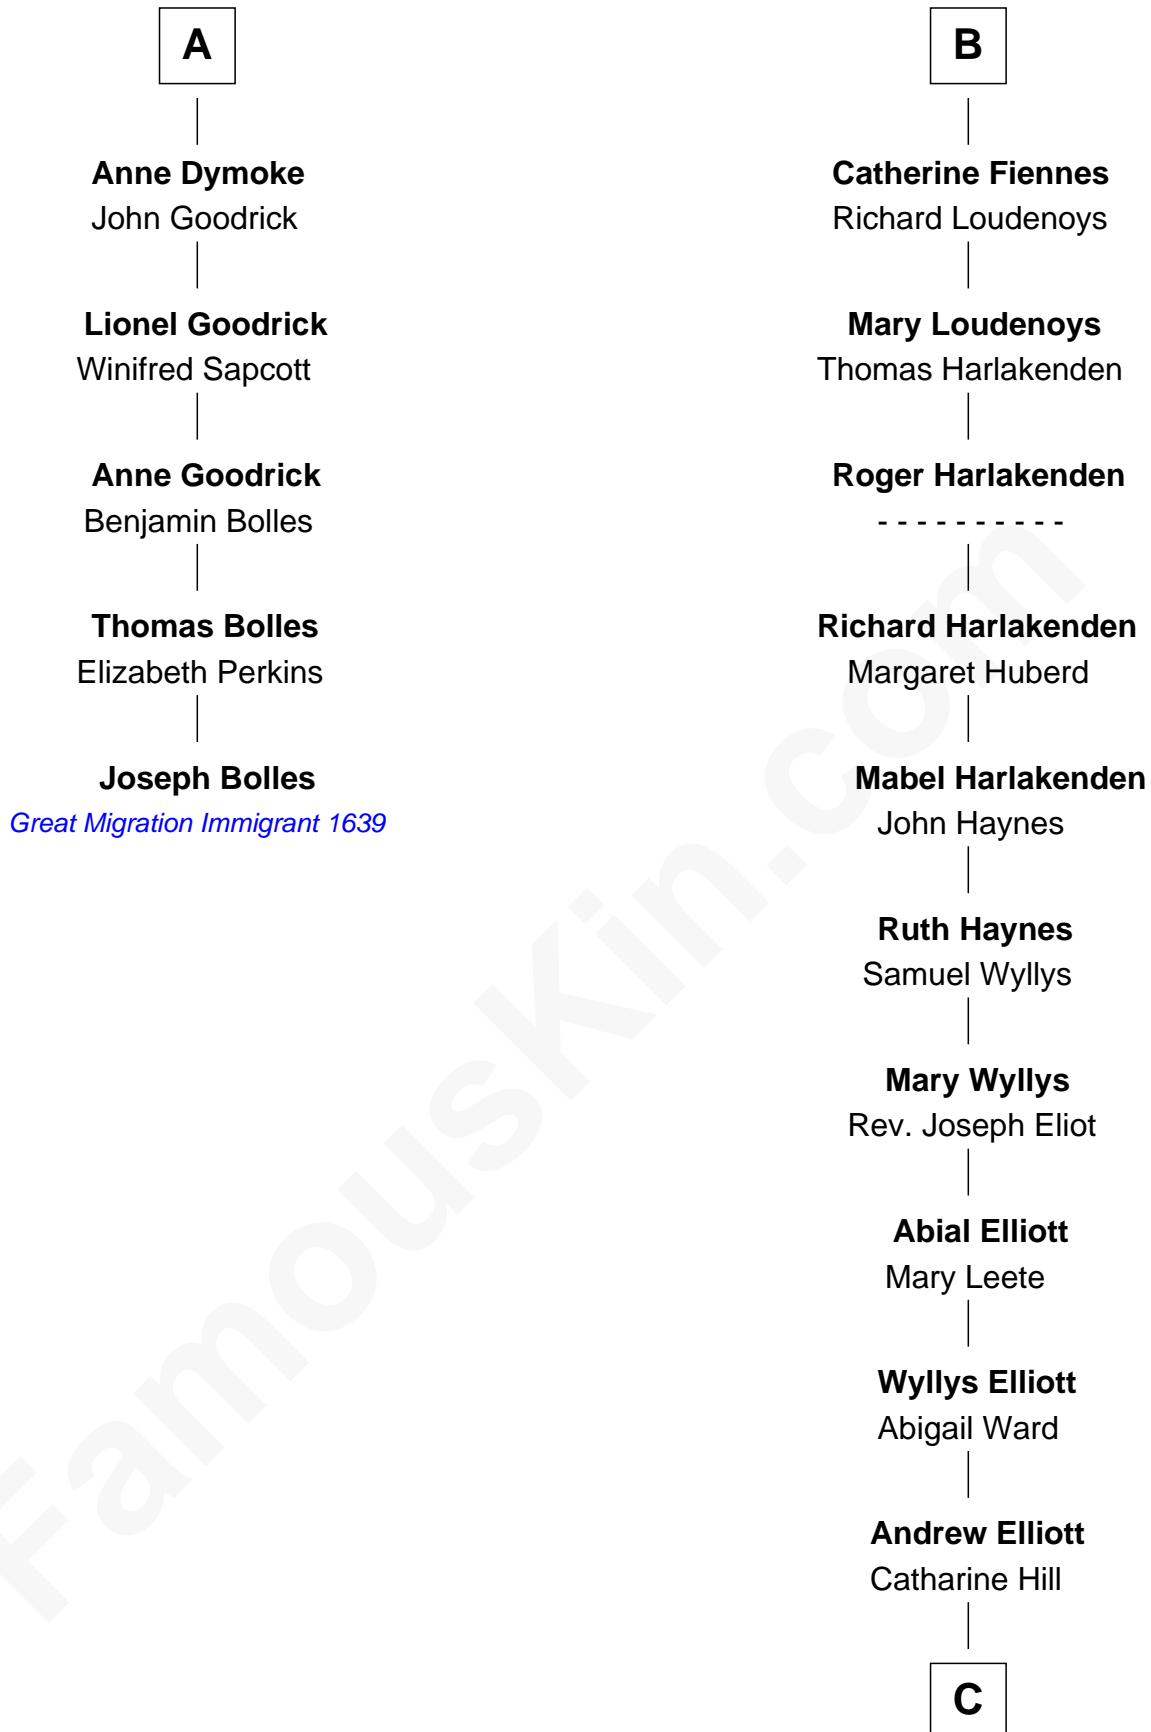 A
Anne Dymoke
John Goodrick
Lionel Goodrick
Winifred Sapcott
Anne Goodrick
Benjamin Bolles
Thomas Bolles
Elizabeth Perkins
Joseph Bolles
Great Migration Immigrant 1639
B
Catherine Fiennes
Richard Loudenoys
Mary Loudenoys
Thomas Harlakenden
Roger Harlakenden
- - - - - - - - - -
Richard Harlakenden
Margaret Huberd
Mabel Harlakenden
John Haynes
Ruth Haynes
Samuel Wyllys
Mary Wyllys
Rev. Joseph Eliot
Abial Elliott
Mary Leete
Wyllys Elliott
Abigail Ward
Andrew Elliott
Catharine Hill
C
FamousKin.com